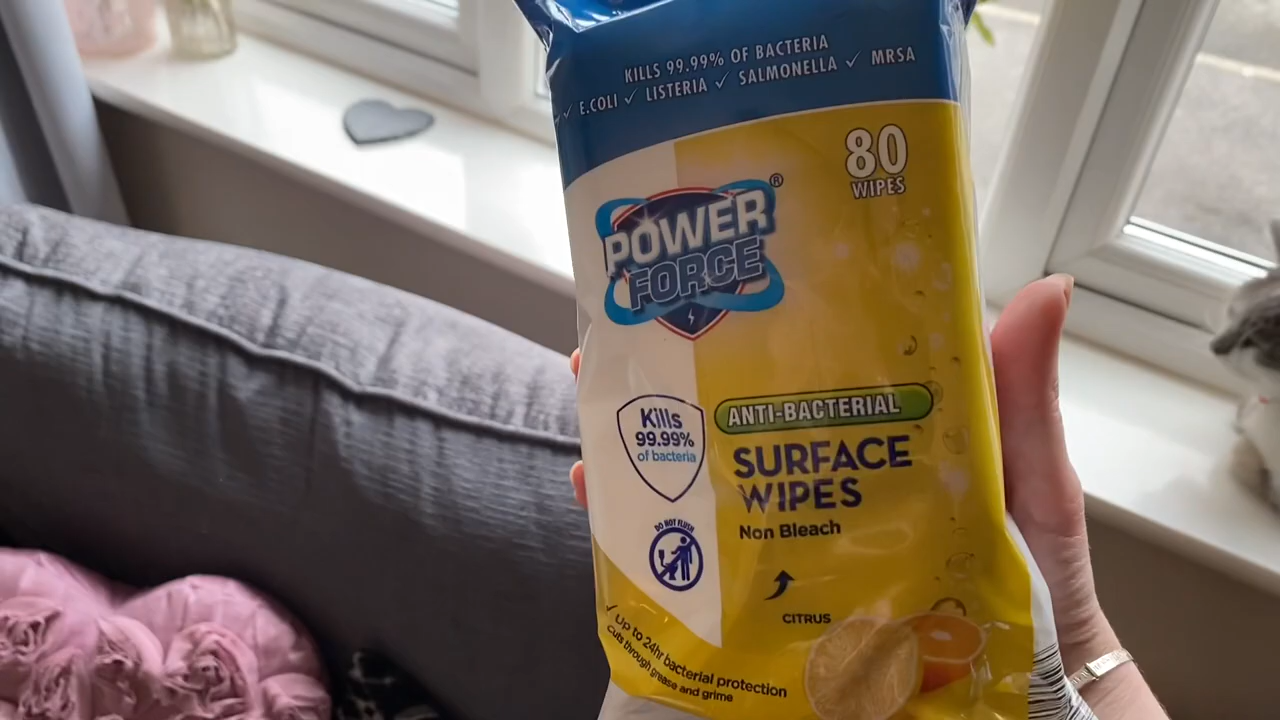 KILLS 99.99% OF BACTERIA
✓ E.COLI ✓ LISTERIA ✓ SALMONELLA ✓ MRSA
80
WIPES
POWER®
FORCE
Kills
99.99%
of bacteria
ANTI-BACTERIAL
SURFACE
WIPES
Non Bleach
DO NOT FLUSH
CITRUS
✓ Up to 24hr bacterial protection
Cuts through grease and grime